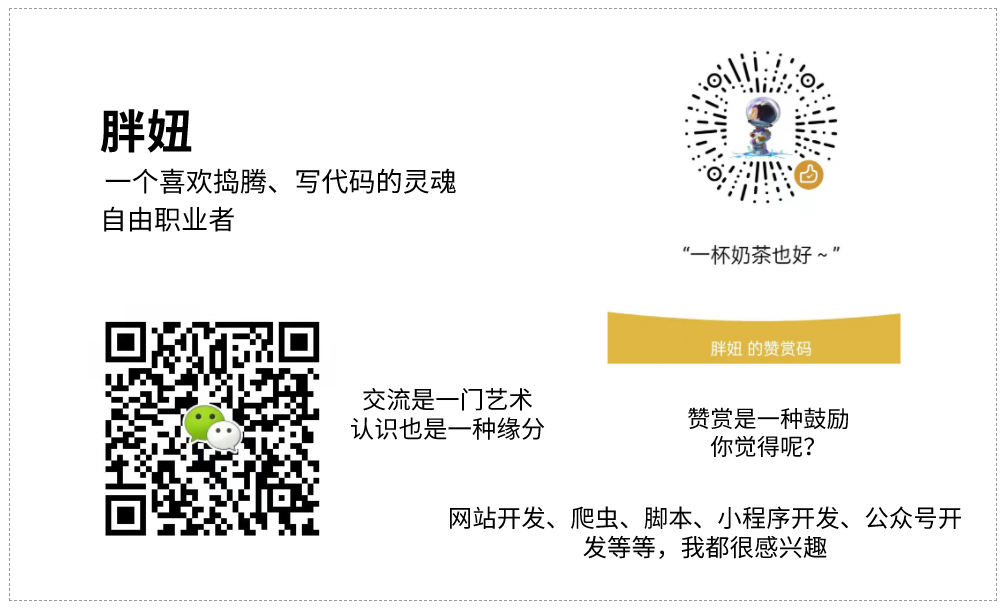 胖妞
一个喜欢捣腾、写代码的灵魂
自由职业者
“一杯奶茶也好 ~ ”
胖妞 的赞赏码
交流是一门艺术
认识也是一种缘分
赞赏是一种鼓励
你觉得呢？
网站开发、爬虫、脚本、小程序开发、公众号开
发等等，我都很感兴趣